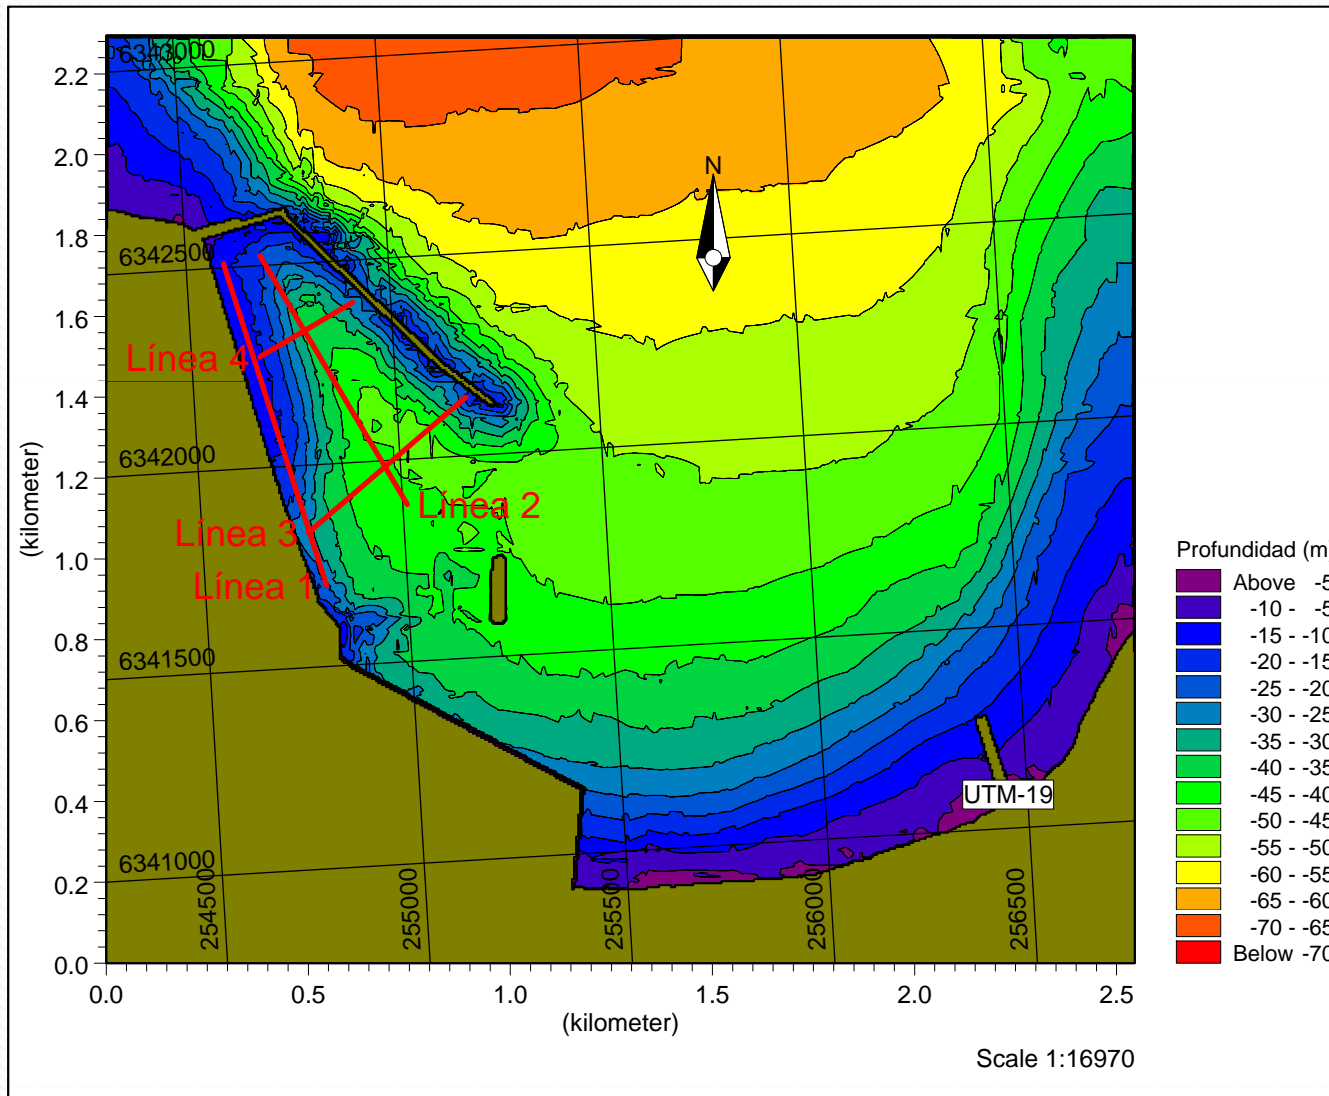 2.2
2.0
1.8
1.6
1.4
1.2
1.0
0.8
0.6
0.4
0.2
0.0
(kilometer)
0.0 0.5 1.0 1.5 2.0 2.5
(kilometer)
Scale 1:16970
6343000
6342500
6342000
6341500
6341000
254500
255000
255500
256000
256500
N
Línea 4
Línea 2
Línea 3
Línea 1
UTM-19
Profundidad (m
Above -5
-10 - -5
-15 - -10
-20 - -15
-25 - -20
-30 - -25
-35 - -30
-40 - -35
-45 - -40
-50 - -45
-55 - -50
-60 - -55
-65 - -60
-70 - -65
Below -70